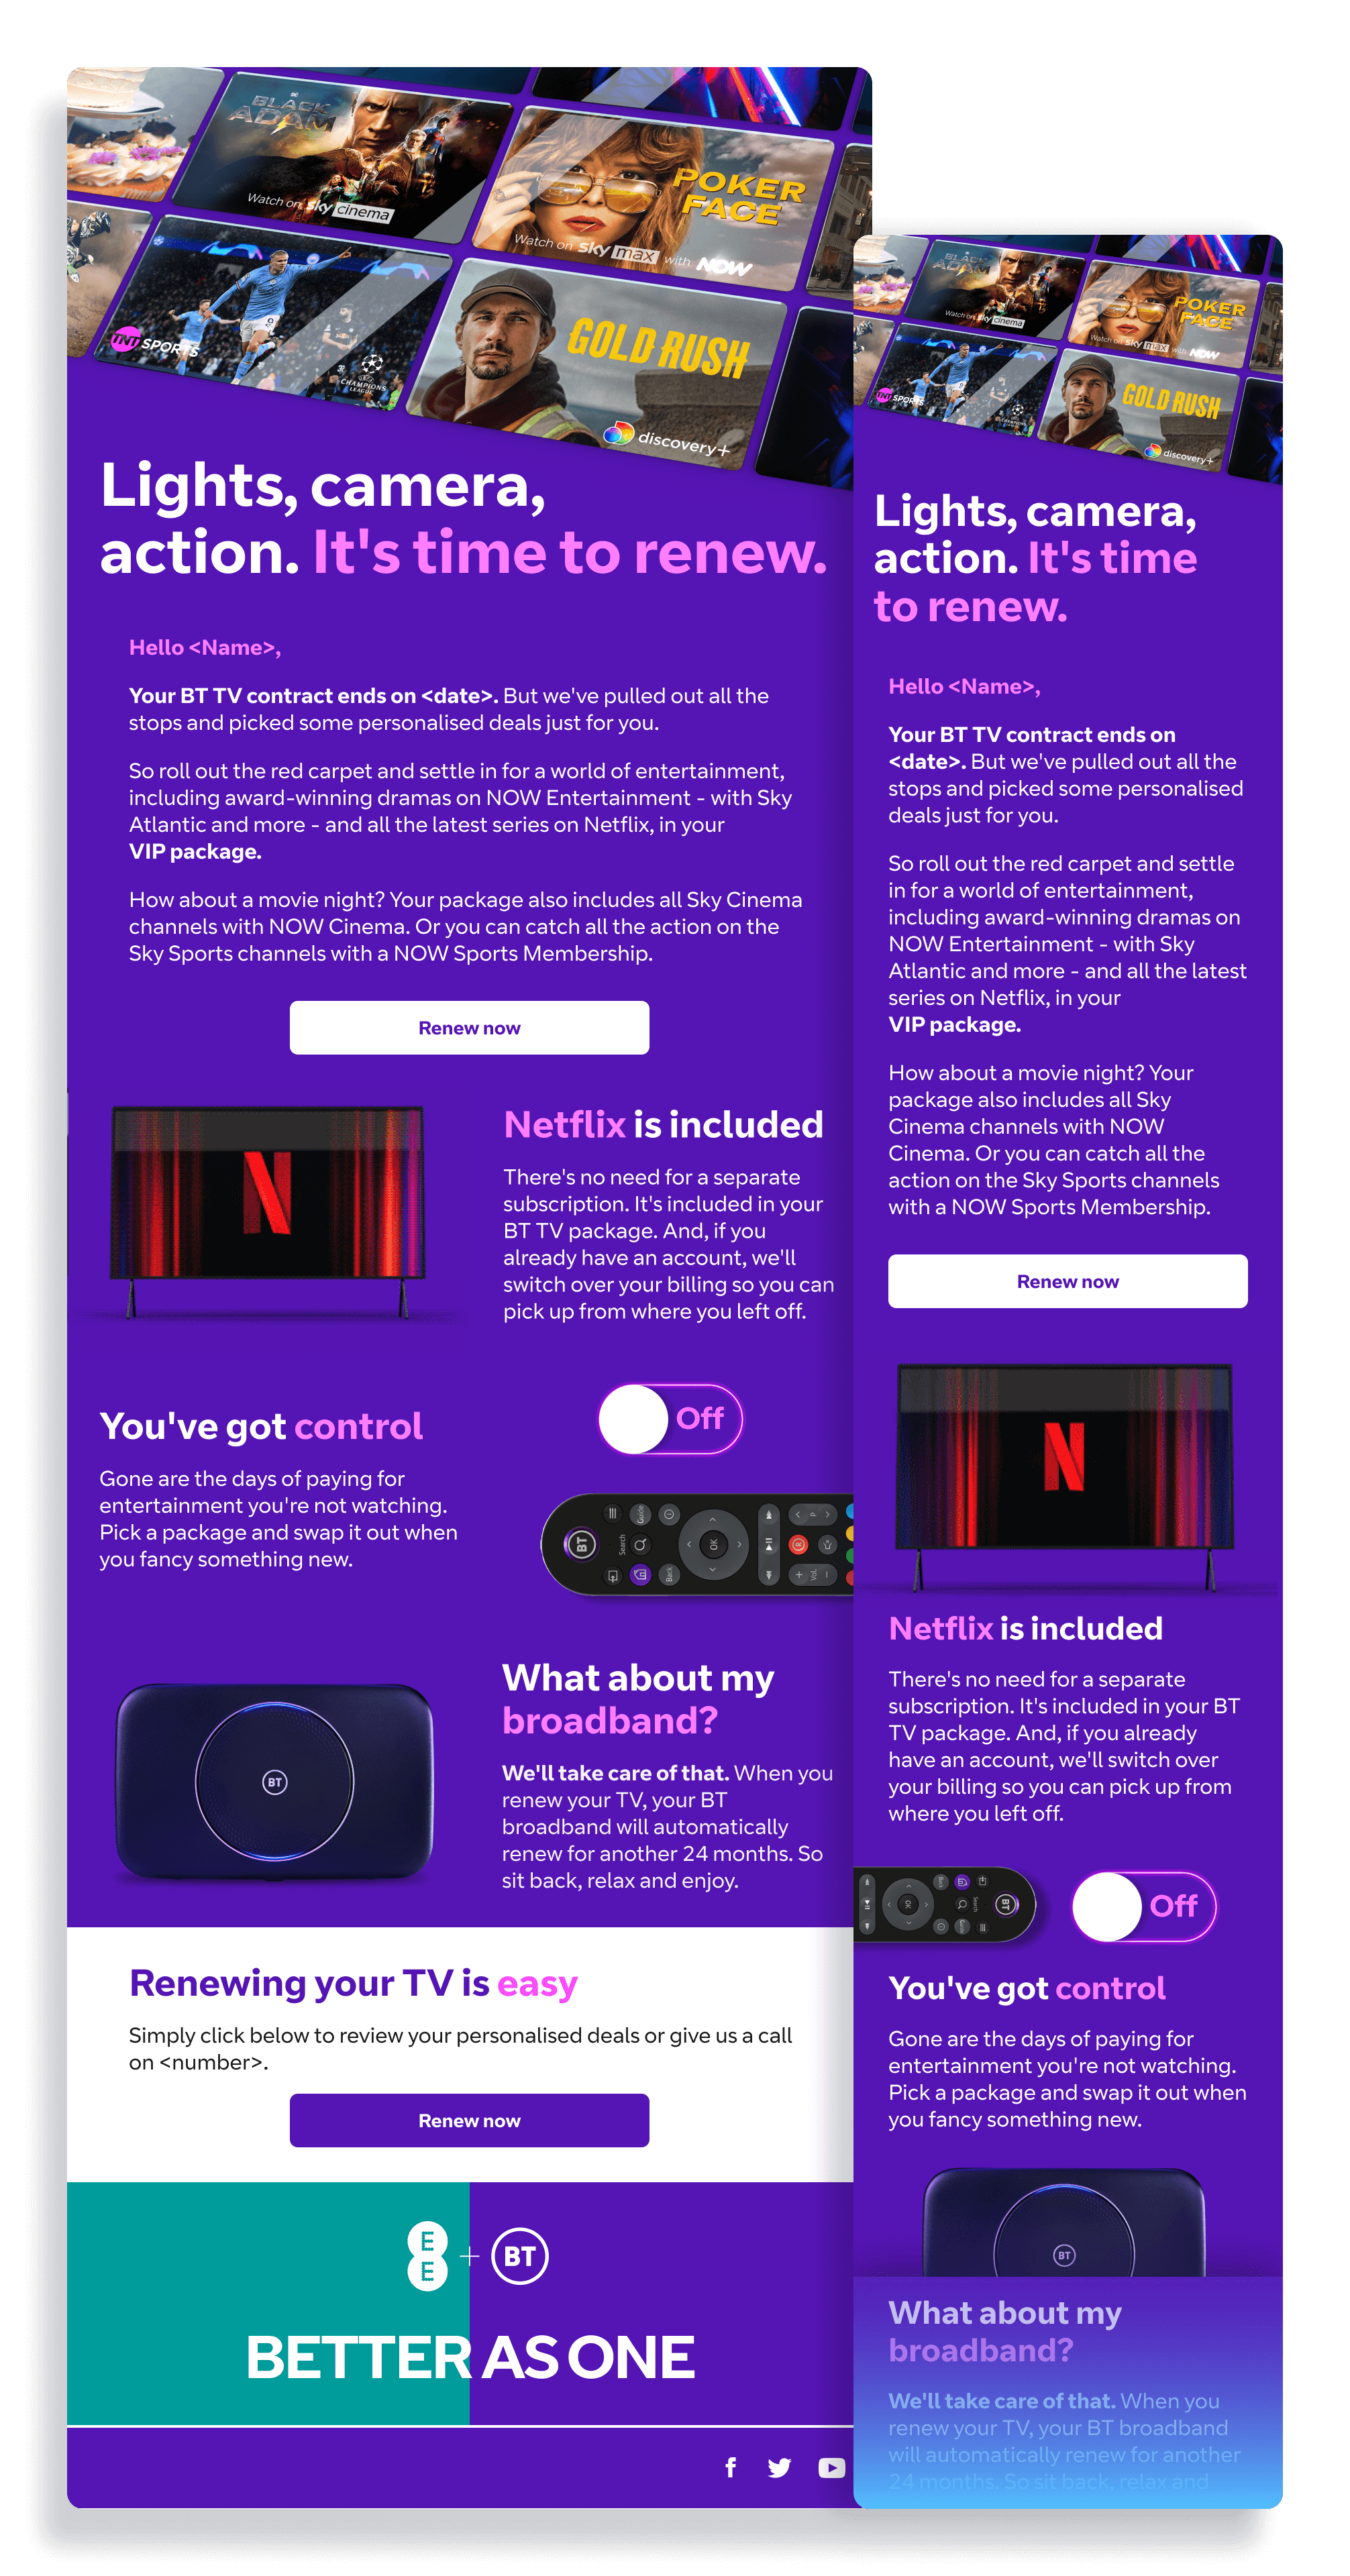 BLACK
ADAM
Watch on sky cinema
POKER
FACE
Watch on sky max with NOW
TNT SPORTS
CHAMPIONS
LEAGUE
GOLD RUSH
discovery+
Lights, camera,
action. It's time to renew.
Hello <Name>,
Your BT TV contract ends on <date>. But we've pulled out all the
stops and picked some personalised deals just for you.
So roll out the red carpet and settle in for a world of entertainment,
including award-winning dramas on NOW Entertainment - with Sky
Atlantic and more - and all the latest series on Netflix, in your
VIP package.
How about a movie night? Your package also includes all Sky Cinema
channels with NOW Cinema. Or you can catch all the action on the
Sky Sports channels with a NOW Sports Membership.
Renew now
N
Netflix is included
There's no need for a separate
subscription. It's included in your
BT TV package. And, if you
already have an account, we'll
switch over your billing so you can
pick up from where you left off.
You've got control
Gone are the days of paying for
entertainment you're not watching.
Pick a package and swap it out when
you fancy something new.
Off
BT
Search
Guide
Back
OK
P
R
Vol
BT
What about my
broadband?
We'll take care of that. When you
renew your TV, your BT
broadband will automatically
renew for another 24 months. So
sit back, relax and enjoy.
Renewing your TV is easy
Simply click below to review your personalised deals or give us a call
on <number>.
Renew now
EE + BT
BETTER AS ONE
f
BLACK
ADAM
Watch on sky cinema
POKER
FACE
Watch on sky max with NOW
TNT SPORTS
GOLD RUSH
discovery+
Lights, camera,
action. It's time
to renew.
Hello <Name>,
Your BT TV contract ends on
<date>. But we've pulled out all the
stops and picked some personalised
deals just for you.
So roll out the red carpet and settle
in for a world of entertainment,
including award-winning dramas on
NOW Entertainment - with Sky
Atlantic and more - and all the latest
series on Netflix, in your
VIP package.
How about a movie night? Your
package also includes all Sky
Cinema channels with NOW
Cinema. Or you can catch all the
action on the Sky Sports channels
with a NOW Sports Membership.
Renew now
N
Netflix is included
There's no need for a separate
subscription. It's included in your BT
TV package. And, if you already
have an account, we'll switch over
your billing so you can pick up from
where you left off.
OK
Back
Search
Guide
BT
Off
You've got control
Gone are the days of paying for
entertainment you're not watching.
Pick a package and swap it out when
you fancy something new.
BT
What about my
broadband?
We'll take care of that. When you
renew your TV, your BT broadband
will automatically renew for another
24 months. So sit back, relax and